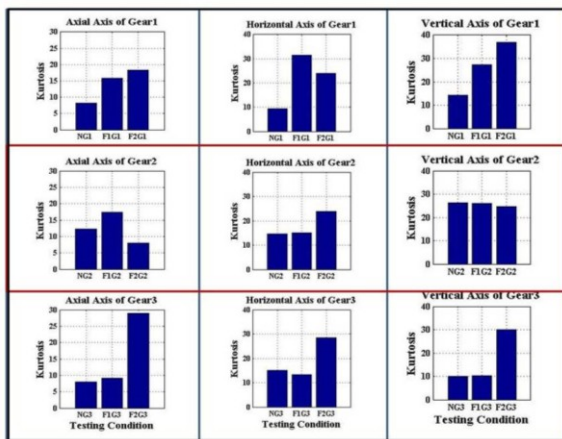 Axial Axis of Gear1
Kurtosis
30
25
20
15
10
5
0
NG1 F1G1 F2G1
Horizontal Axis of Gear1
Kurtosis
40
30
20
10
0
NG1 F1G1 F2G1
Vertical Axis of Gear1
Kurtosis
40
30
20
10
0
NG1 F1G1 F2G1
Axial Axis of Gear2
Kurtosis
30
25
20
15
10
5
0
NG2 F1G2 F2G2
Horizontal Axis of Gear2
Kurtosis
40
30
20
10
0
NG2 F1G2 F2G2
Vertical Axis of Gear2
Kurtosis
40
30
20
10
0
NG2 F1G2 F2G2
Axial Axis of Gear3
Kurtosis
30
25
20
15
10
5
0
NG3 F1G3 F2G3
Testing Condition
Horizontal Axis of Gear3
Kurtosis
40
30
20
10
0
NG3 F1G3 F2G3
Testing Condition
Vertical Axis of Gear3
Kurtosis
40
30
20
10
0
NG3 F1G3 F2G3
Testing Condition